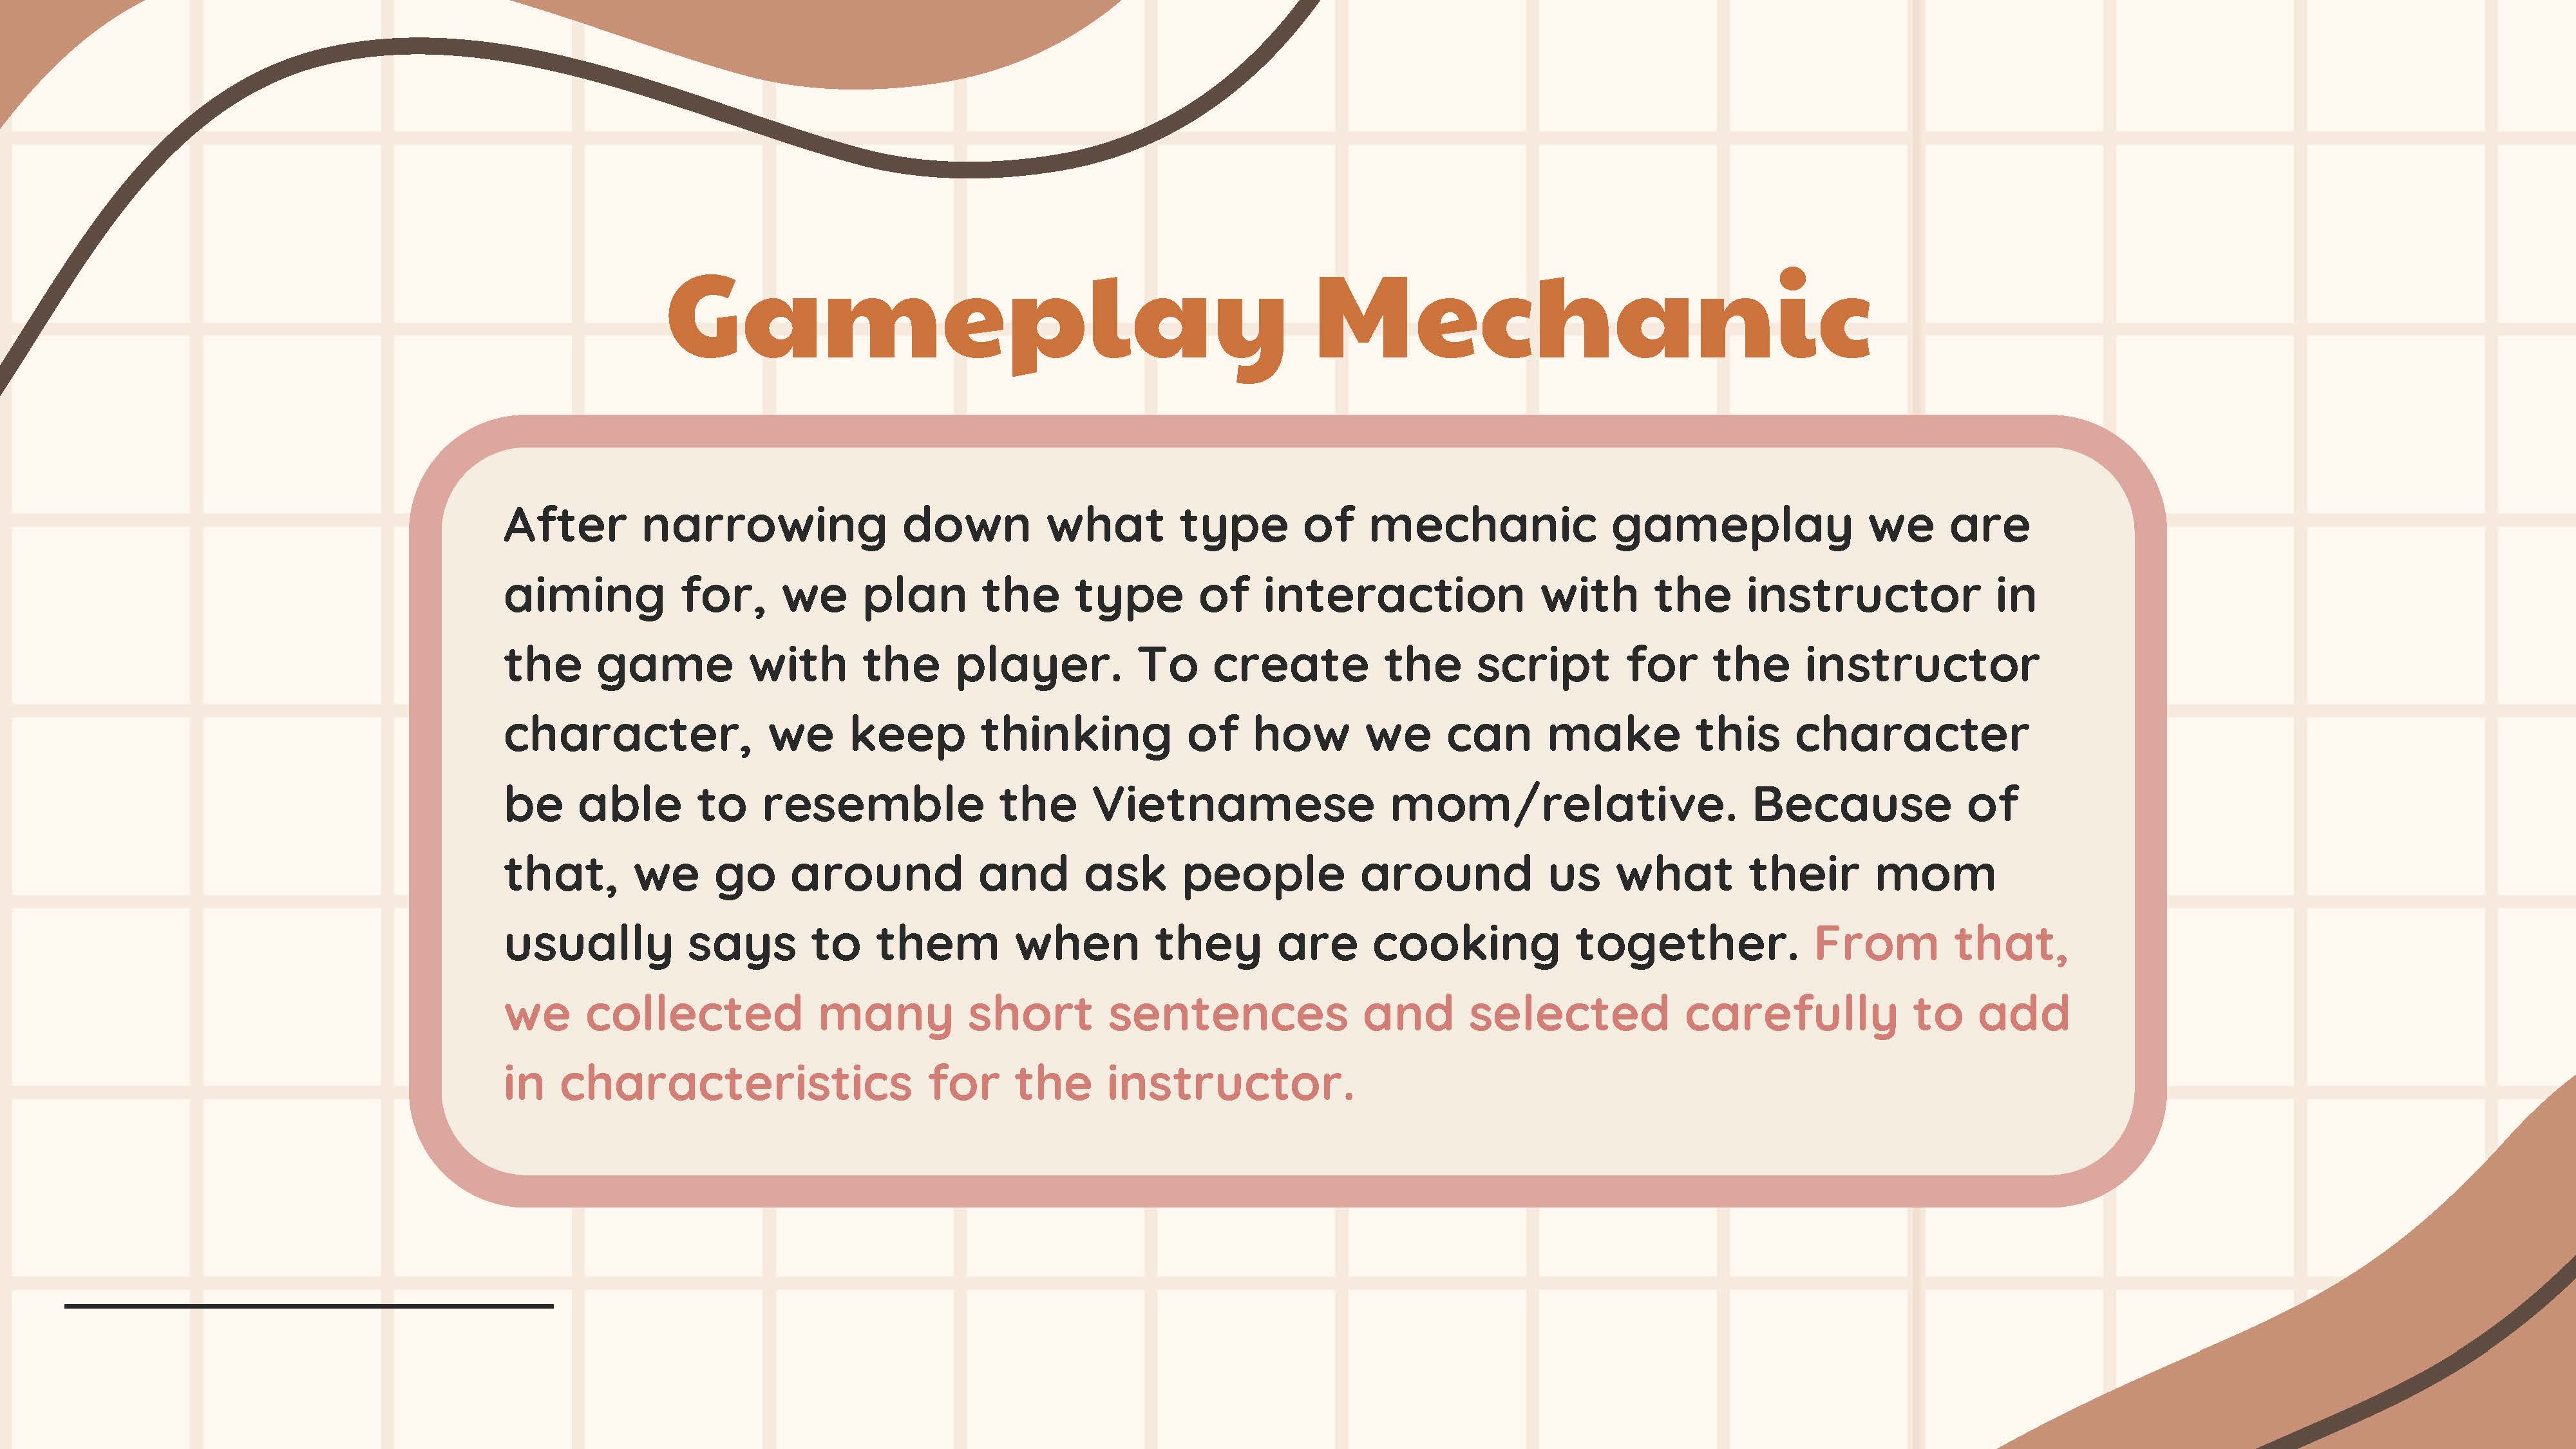 Gameplay Mechanic
After narrowing down what type of mechanic gameplay we are
aiming for, we plan the type of interaction with the instructor in
the game with the player. To create the script for the instructor
character, we keep thinking of how we can make this character
be able to resemble the Vietnamese mom/relative. Because of
that, we go around and ask people around us what their mom
usually says to them when they are cooking together. From that,
we collected many short sentences and selected carefully to add
in characteristics for the instructor.